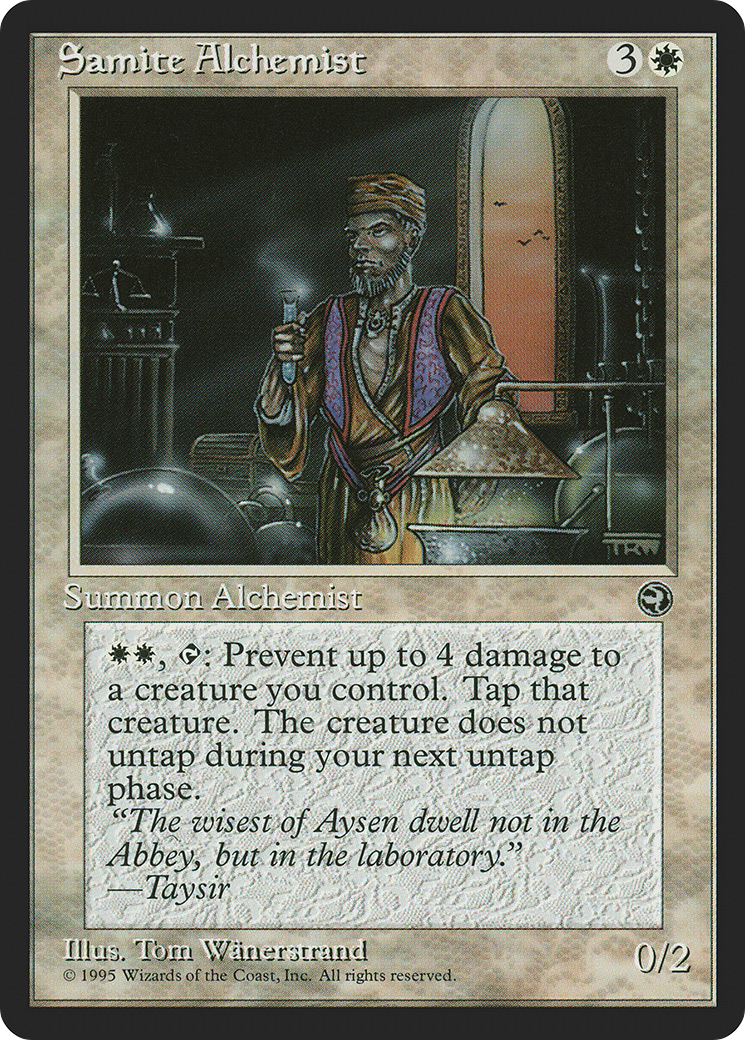 Samite Alchemist 3
TRW
Summon Alchemist
, : Prevent up to 4 damage to
a creature you control. Tap that
creature. The creature does not
untap during your next untap
phase.
“The wisest of Aysen dwell not in the
Abbey, but in the laboratory.”
—Taysir
Illus. Tom Wänerstrand
© 1995 Wizards of the Coast, Inc. All rights reserved.
0/2